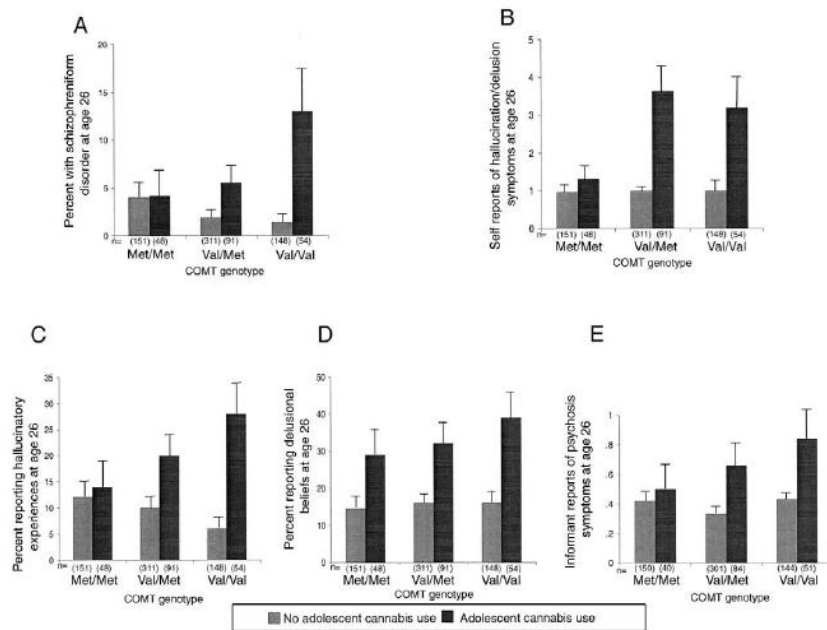 A
Percent with schizophreniform
disorder at age 26
20
15
10
5
0
n= (151) (48) (311) (91) (148) (54)
Met/Met Val/Met Val/Val
COMT genotype
B
Self reports of hallucination/delusion
symptoms at age 26
5
4
3
2
1
0
n= (151) (48) (311) (91) (148) (54)
Met/Met Val/Met Val/Val
COMT genotype
C
Percent reporting hallucinatory
experiences at age 26
35
30
25
20
15
10
5
0
n= (151) (48) (311) (91) (148) (54)
Met/Met Val/Met Val/Val
COMT genotype
D
Percent reporting delusional
beliefs at age 26
50
40
30
20
10
0
n= (151) (48) (311) (91) (148) (54)
Met/Met Val/Met Val/Val
COMT genotype
E
Informant reports of psychosis
symptoms at age 26
1
.8
.6
.4
.2
0
n= (150) (40) (301) (84) (144) (51)
Met/Met Val/Met Val/Val
COMT genotype
No adolescent cannabis use Adolescent cannabis use